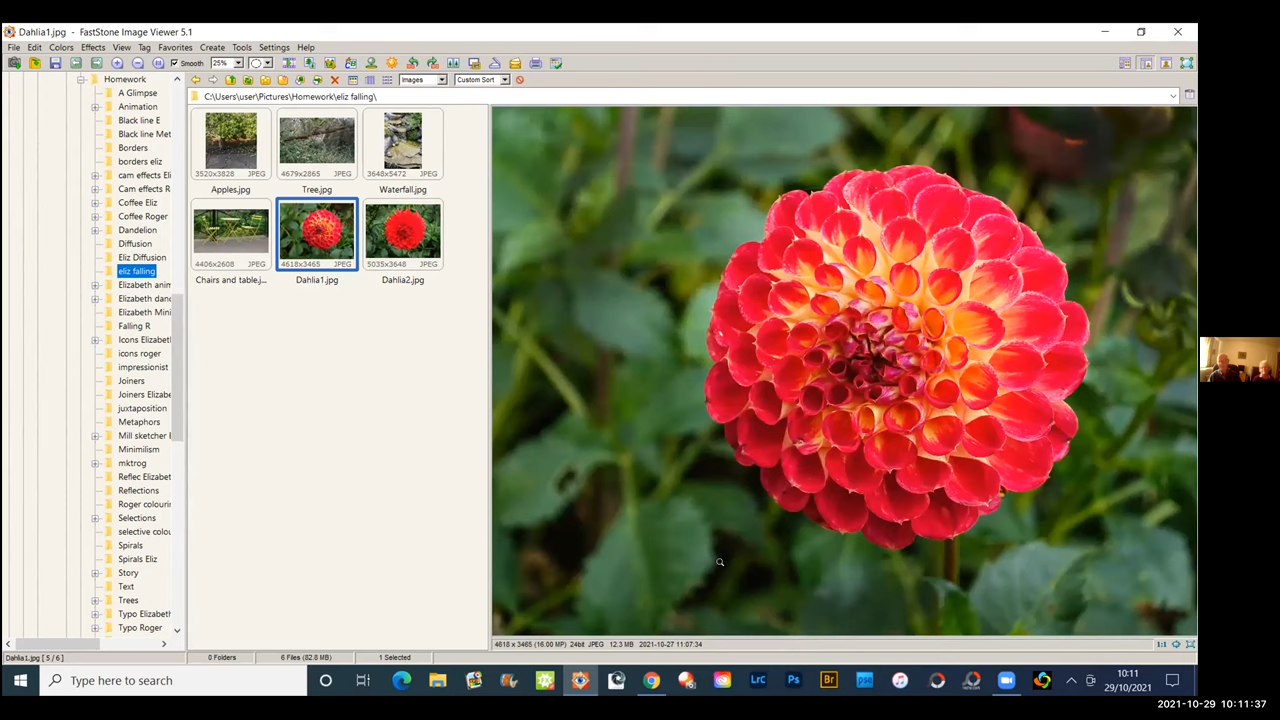 Dahlia1.jpg - FastStone Image Viewer 5.1
File Edit Colors Effects View Tag Favorites Create Tools Settings Help
Smooth 25%
Images Custom Sort
C:\Users\user\Pictures\Homework\eliz falling\
Homework
A Glimpse
Animation
Black line E
Black line Met
Borders
borders eliz
cam effects Eli
Cam effects R
Coffee Eliz
Coffee Roger
Dandelion
Diffusion
Eliz Diffusion
eliz falling
Elizabeth anim
Elizabeth dand
Elizabeth Mini
Falling R
Icons Elizabet
icons roger
impressionist
Joiners
Joiners Elizabe
juxtaposition
Metaphors
Mill sketcher
Minimilism
mktrog
Reflec Elizabet
Reflections
Roger colouri
Selections
selective colou
Spirals
Spirals Eliz
Story
Text
Trees
Typo Elizabeth
Typo Roger
3520x3828 JPEG
4679x2865 JPEG
3648x5472 JPEG
Apples.jpg
Tree.jpg
Waterfall.jpg
4406x2608 JPEG
4618x3465 JPEG
5035x3648 JPEG
Chairs and table.j...
Dahlia1.jpg
Dahlia2.jpg
4618 x 3465 (16.00 MP) 24bit JPEG 12.3 MB 2021-10-27 11:07:34
1:1
Dahlia1.jpg [ 5 / 6 ]
0 Folders
6 Files (82.8 MB)
1 Selected
Type here to search
LrC
Ps
Br
pse
10:11
29/10/2021
2021-10-29 10:11:37